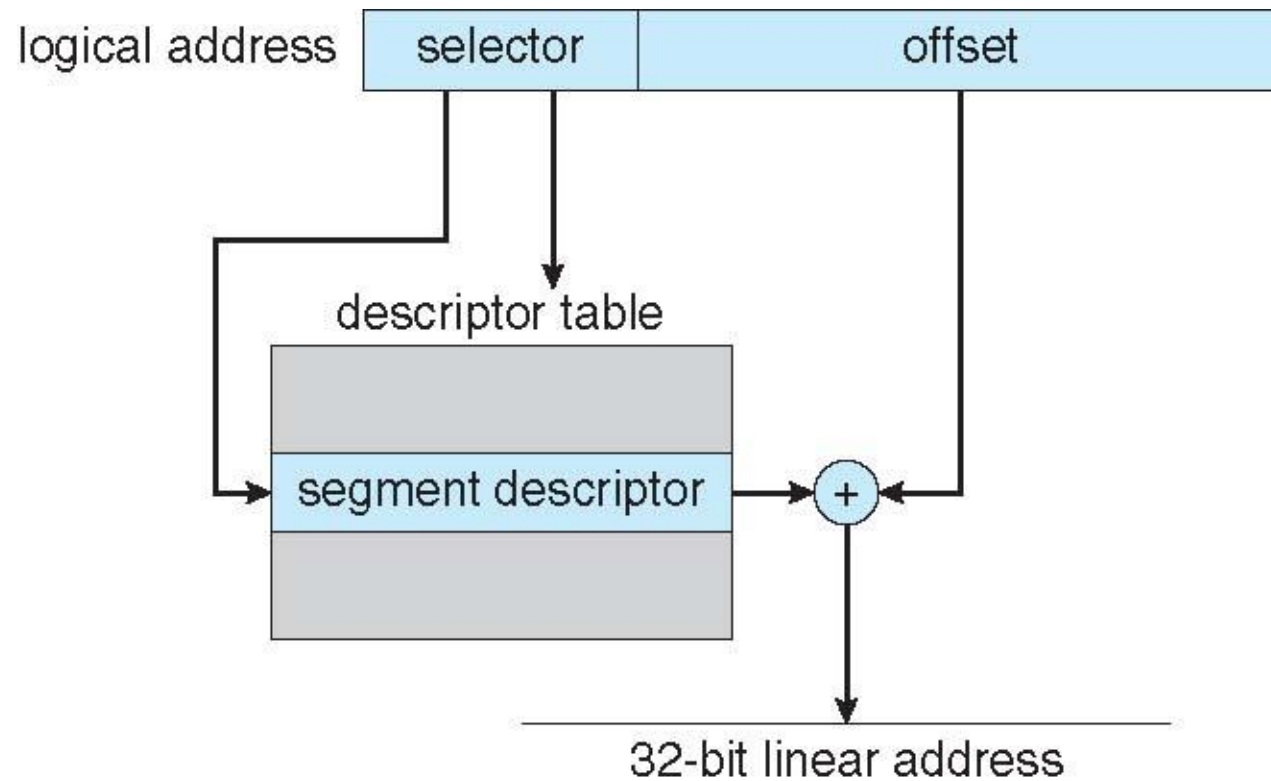 logical address selector offset
descriptor table
segment descriptor +
32-bit linear address